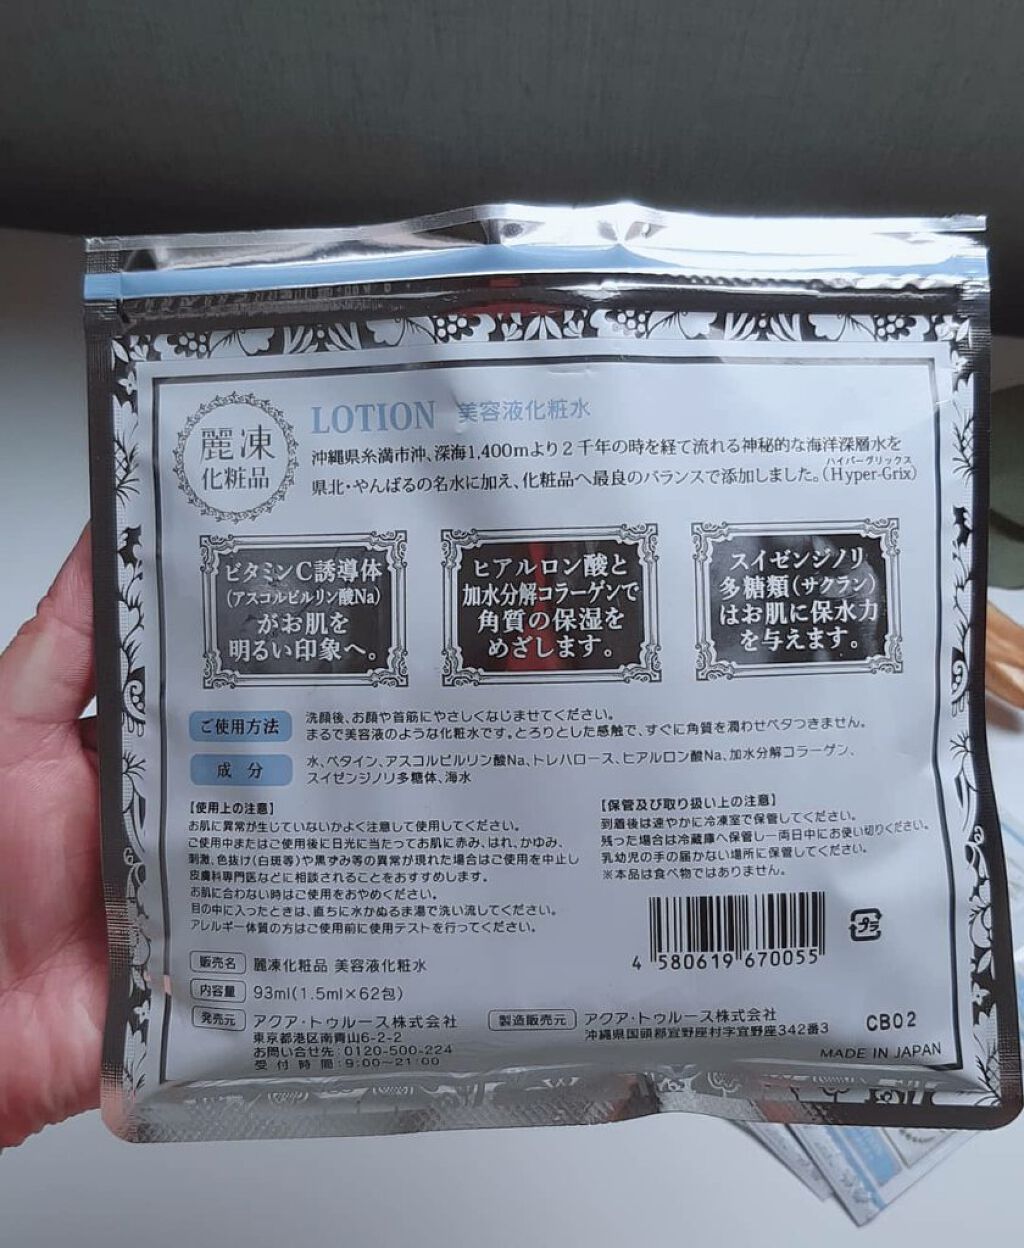 麗凍
化粧品
LOTION 美容液化粧水
沖縄県糸満市沖、深海1,400mより2千年の時を経て流れる神秘的な海洋深層水を
ハイパーグリックス
県北・やんばるの名水に加え、化粧品へ最良のバランスで添加しました。(Hyper-Grix)
ビタミンC誘導体
(アスコルビルリン酸Na)
がお肌を
明るい印象へ。
ヒアルロン酸と
加水分解コラーゲンで
角質の保湿を
めざします。
スイゼンジノリ
多糖類(サクラン)
はお肌に保水力
を与えます。
ご使用方法
洗顔後、お顔や首筋にやさしくなじませてください。
まるで美容液のような化粧水です。とろりとした感触で、すぐに角質を潤わせベタつきません。
成 分
水、ベタイン、アスコルビルリン酸Na、トレハロース、ヒアルロン酸Na、加水分解コラーゲン、
スイゼンジノリ多糖体、海水
【使用上の注意】
お肌に異常が生じていないかよく注意して使用してください。
ご使用中またはご使用後に日光に当たってお肌に赤み、はれ、かゆみ、
刺激、色抜け(白斑等)や黒ずみ等の異常が現れた場合はご使用を中止し
皮膚科専門医などに相談されることをおすすめします。
お肌に合わない時はご使用をおやめください。
目の中に入ったときは、直ちに水かぬるま湯で洗い流してください。
アレルギー体質の方はご使用前に使用テストを行ってください。
【保管及び取り扱い上の注意】
到着後は速やかに冷凍室で保管してください。
残った場合は冷蔵庫へ保管し一両日中にお使い切りください。
乳幼児の手の届かない場所に保管してください。
※本品は食べ物ではありません。
4 580619 670055
プラ
販売名 麗凍化粧品 美容液化粧水
内容量 93ml(1.5ml×62包)
発売元 アクア・トゥルース株式会社
東京都港区南青山6-2-2
お問い合せ先:0120-500-224
受付時間:9:00〜21:00
製造販売元 アクア・トゥルース株式会社
沖縄県国頭郡宜野座村字宜野座342番3
CB02
MADE IN JAPAN